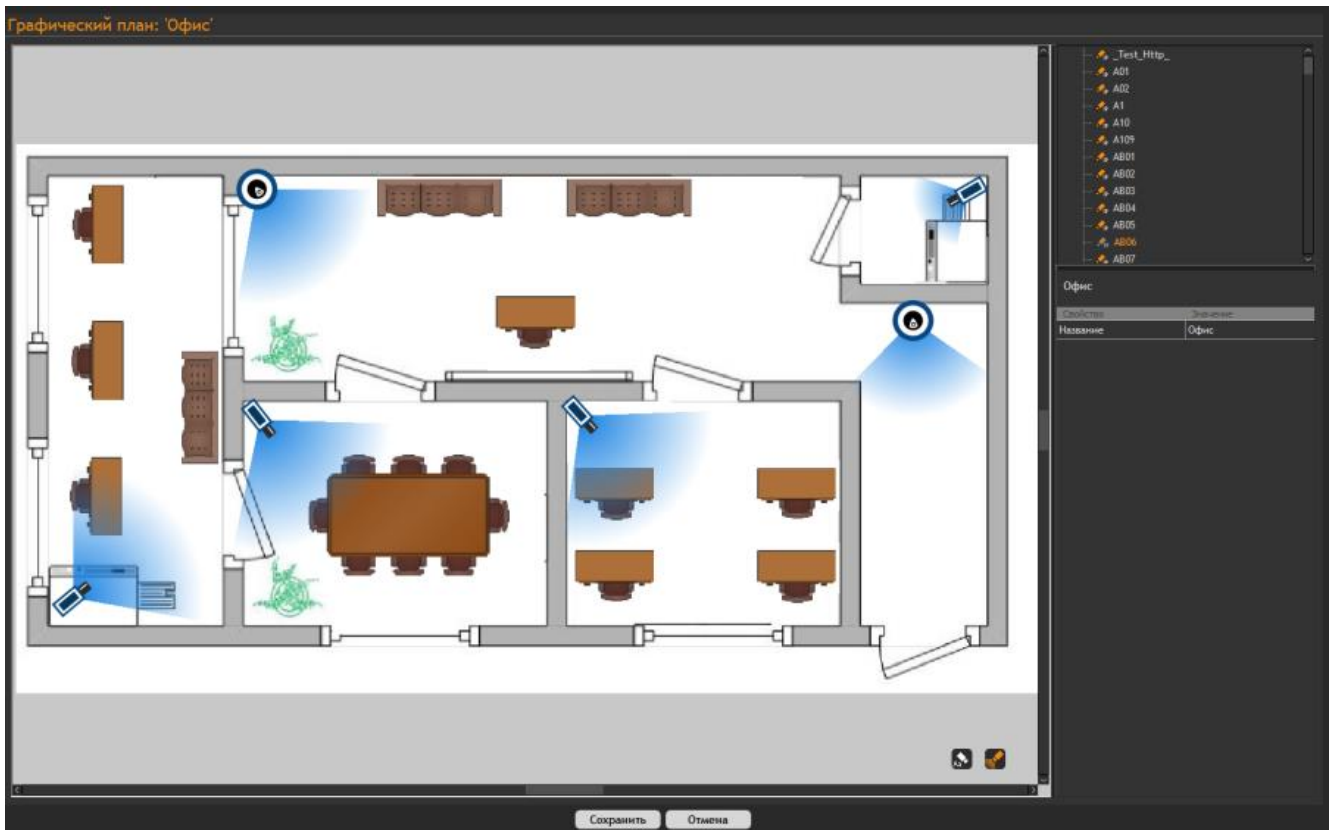 Графический план: 'Офис'
_Test_Http_
A01
A02
A1
A10
A109
AB01
AB02
AB03
AB04
AB05
AB06
AB07
Офис
Свойство Значение
Название Офис
Сохранить Отмена